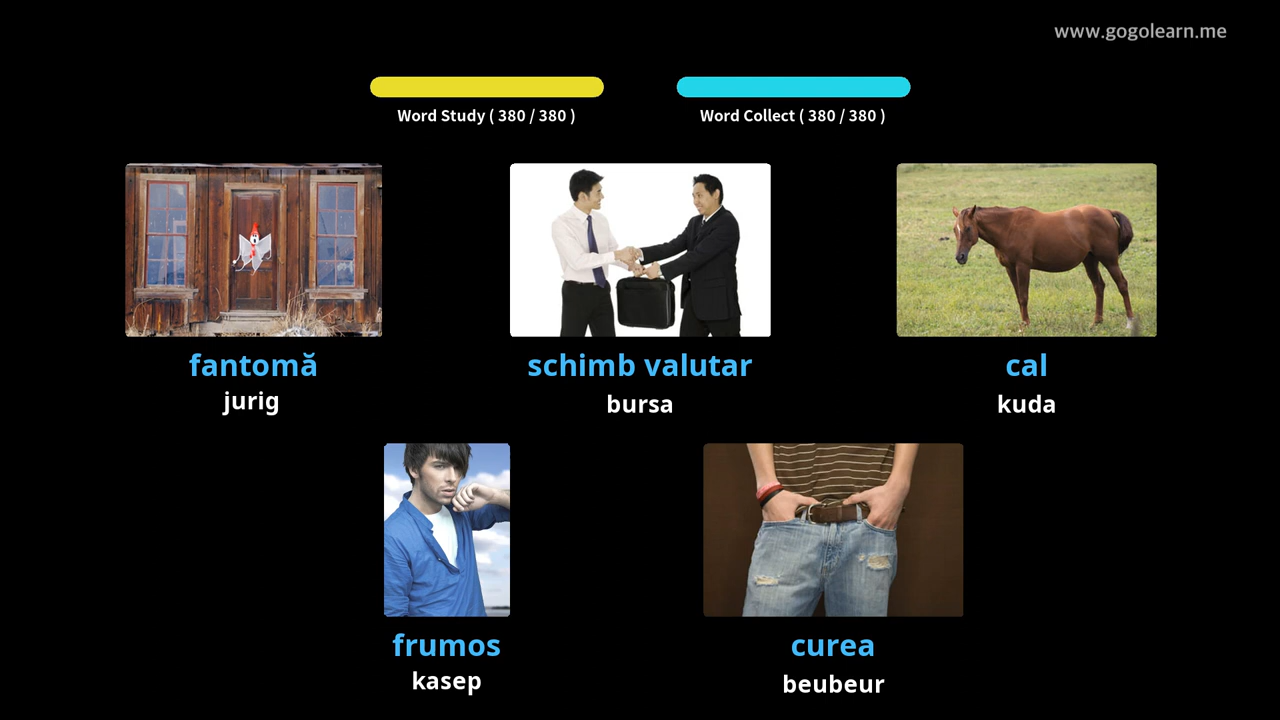 www.gogolearn.me
Word Study ( 380 / 380 )
Word Collect ( 380 / 380 )
fantomă
jurig
schimb valutar
bursa
cal
kuda
frumos
kasep
curea
beubeur